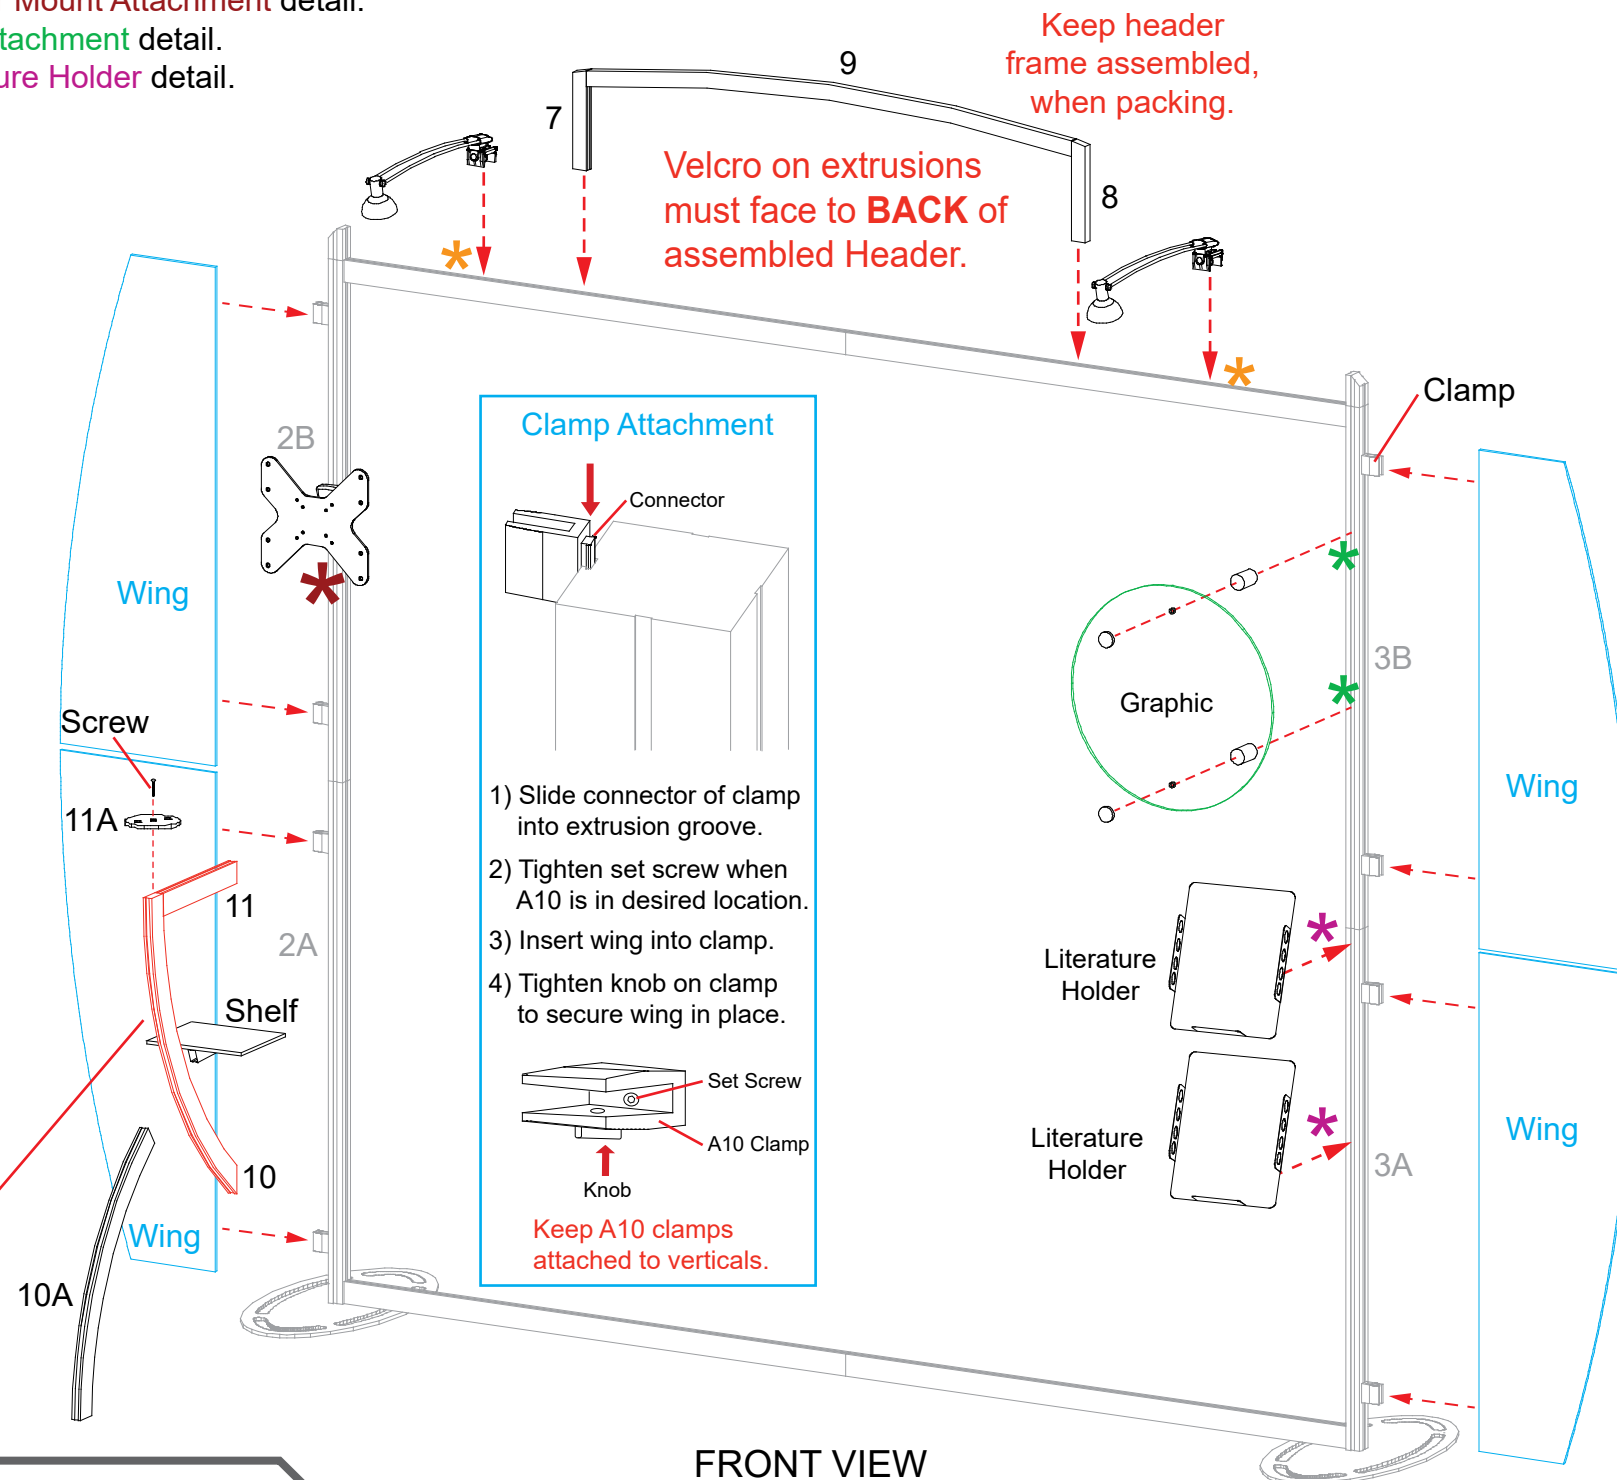 Mount Attachment detail.
tachment detail.
ure Holder detail.
Keep header
frame assembled,
when packing.
9
7
8
Velcro on extrusions
must face to BACK of
assembled Header.
Clamp
2B
Clamp Attachment
Connector
Wing
3B
Graphic
Screw
11A
11
2A
Shelf
10
Wing
10A
1) Slide connector of clamp
into extrusion groove.
2) Tighten set screw when
A10 is in desired location.
3) Insert wing into clamp.
4) Tighten knob on clamp
to secure wing in place.
Set Screw
A10 Clamp
Knob
Keep A10 clamps
attached to verticals.
Wing
Literature
Holder
Literature
Holder
3A
Wing
FRONT VIEW